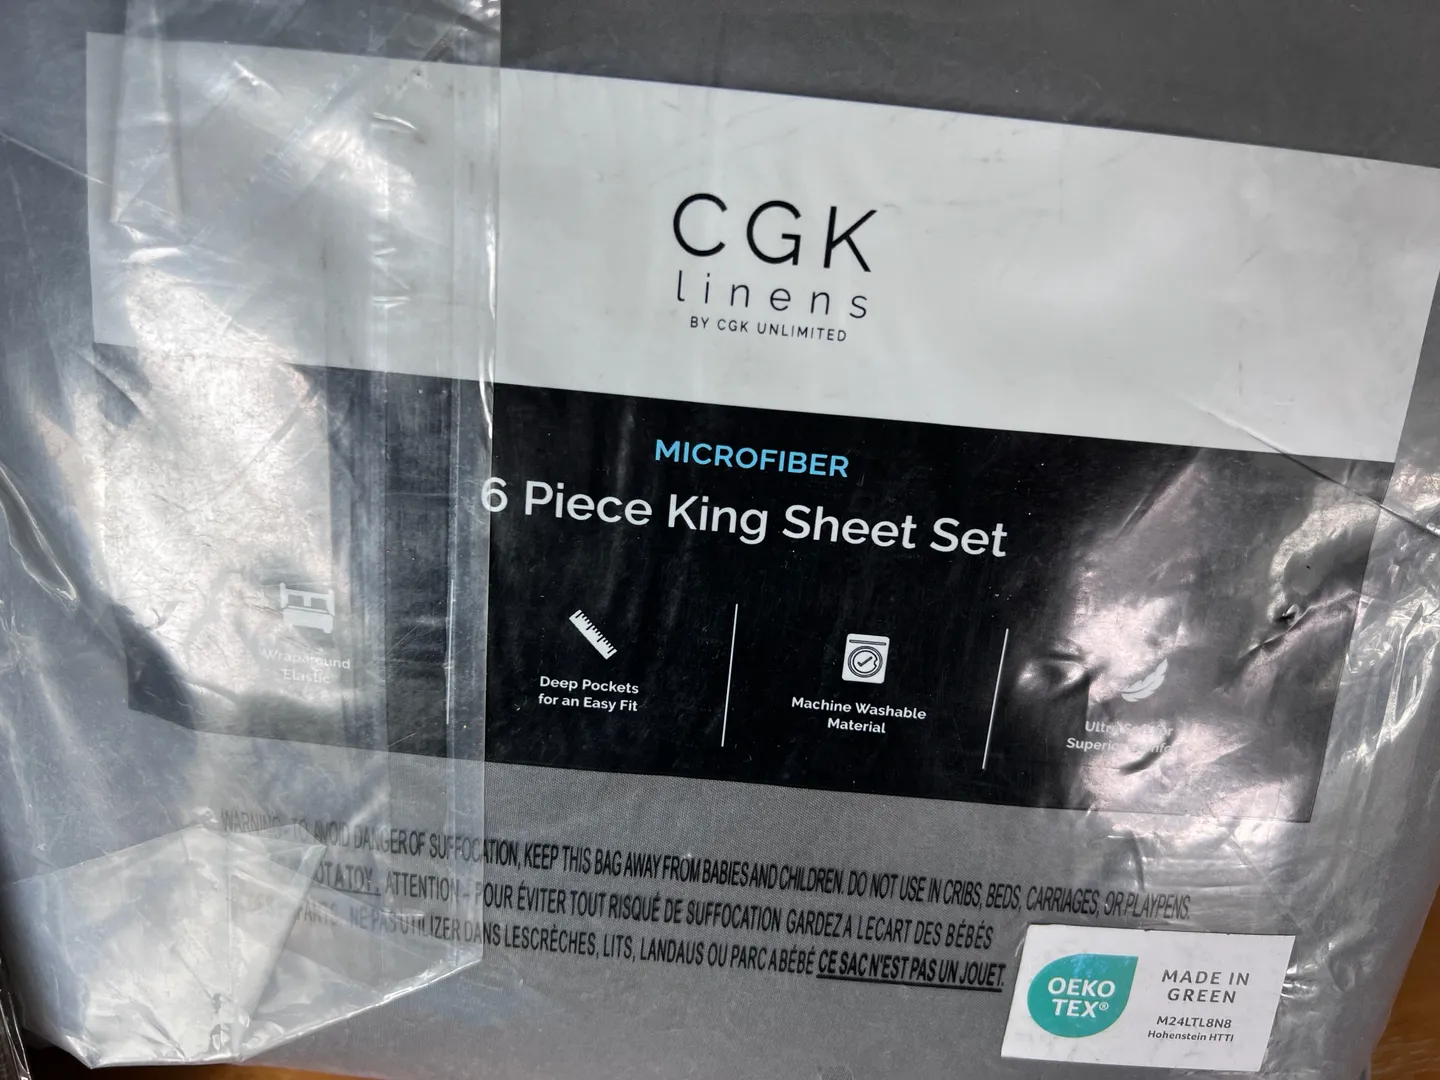 CGK
linens
BY CGK UNLIMITED
MICROFIBER
6 Piece King Sheet Set
Wraparound
Elastic
Deep Pockets
for an Easy Fit
Machine Washable
Material
WARNING - TO AVOID DANGER OF SUFFOCATION, KEEP THIS BAG AWAY FROM BABIES AND CHILDREN. DO NOT USE IN CRIBS, BEDS, CARRIAGES, OR PLAYPENS.
A TOY. ATTENTION - POUR ÉVITER TOUT RISQUÉ DE SUFFOCATION GARDEZ A LECART DES BÉBÉS
NE PAS UTILIZER DANS LESCRÈCHES, LITS, LANDAUS OU PARC A BÉBÉ CE SAC N'EST PAS UN JOUET.
OEKO
TEX®
MADE IN
GREEN
M24LTL8N8
Hohenstein HTTI